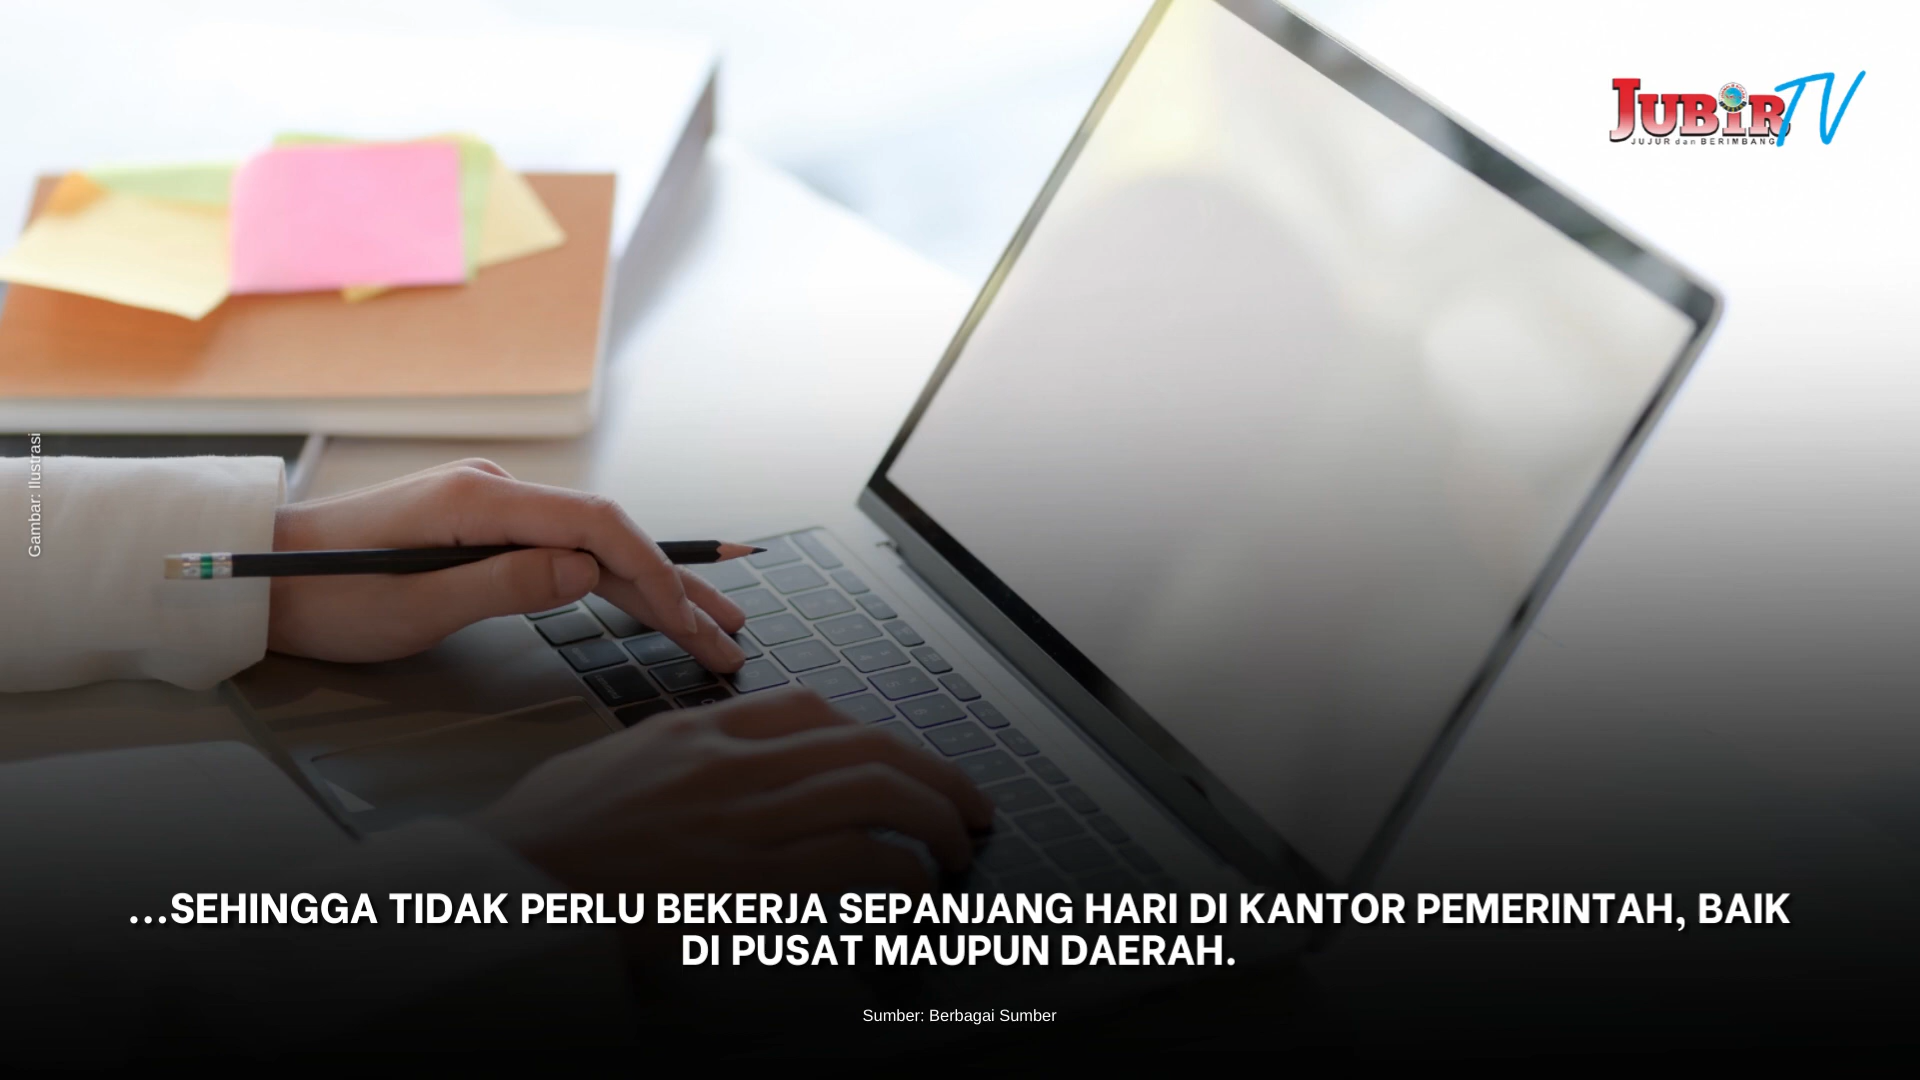 JUBIR TV
JUJUR dan BERIMBANG
Gambar: Ilustrasi
...SEHINGGA TIDAK PERLU BEKERJA SEPANJANG HARI DI KANTOR PEMERINTAH, BAIK
DI PUSAT MAUPUN DAERAH.
Sumber: Berbagai Sumber